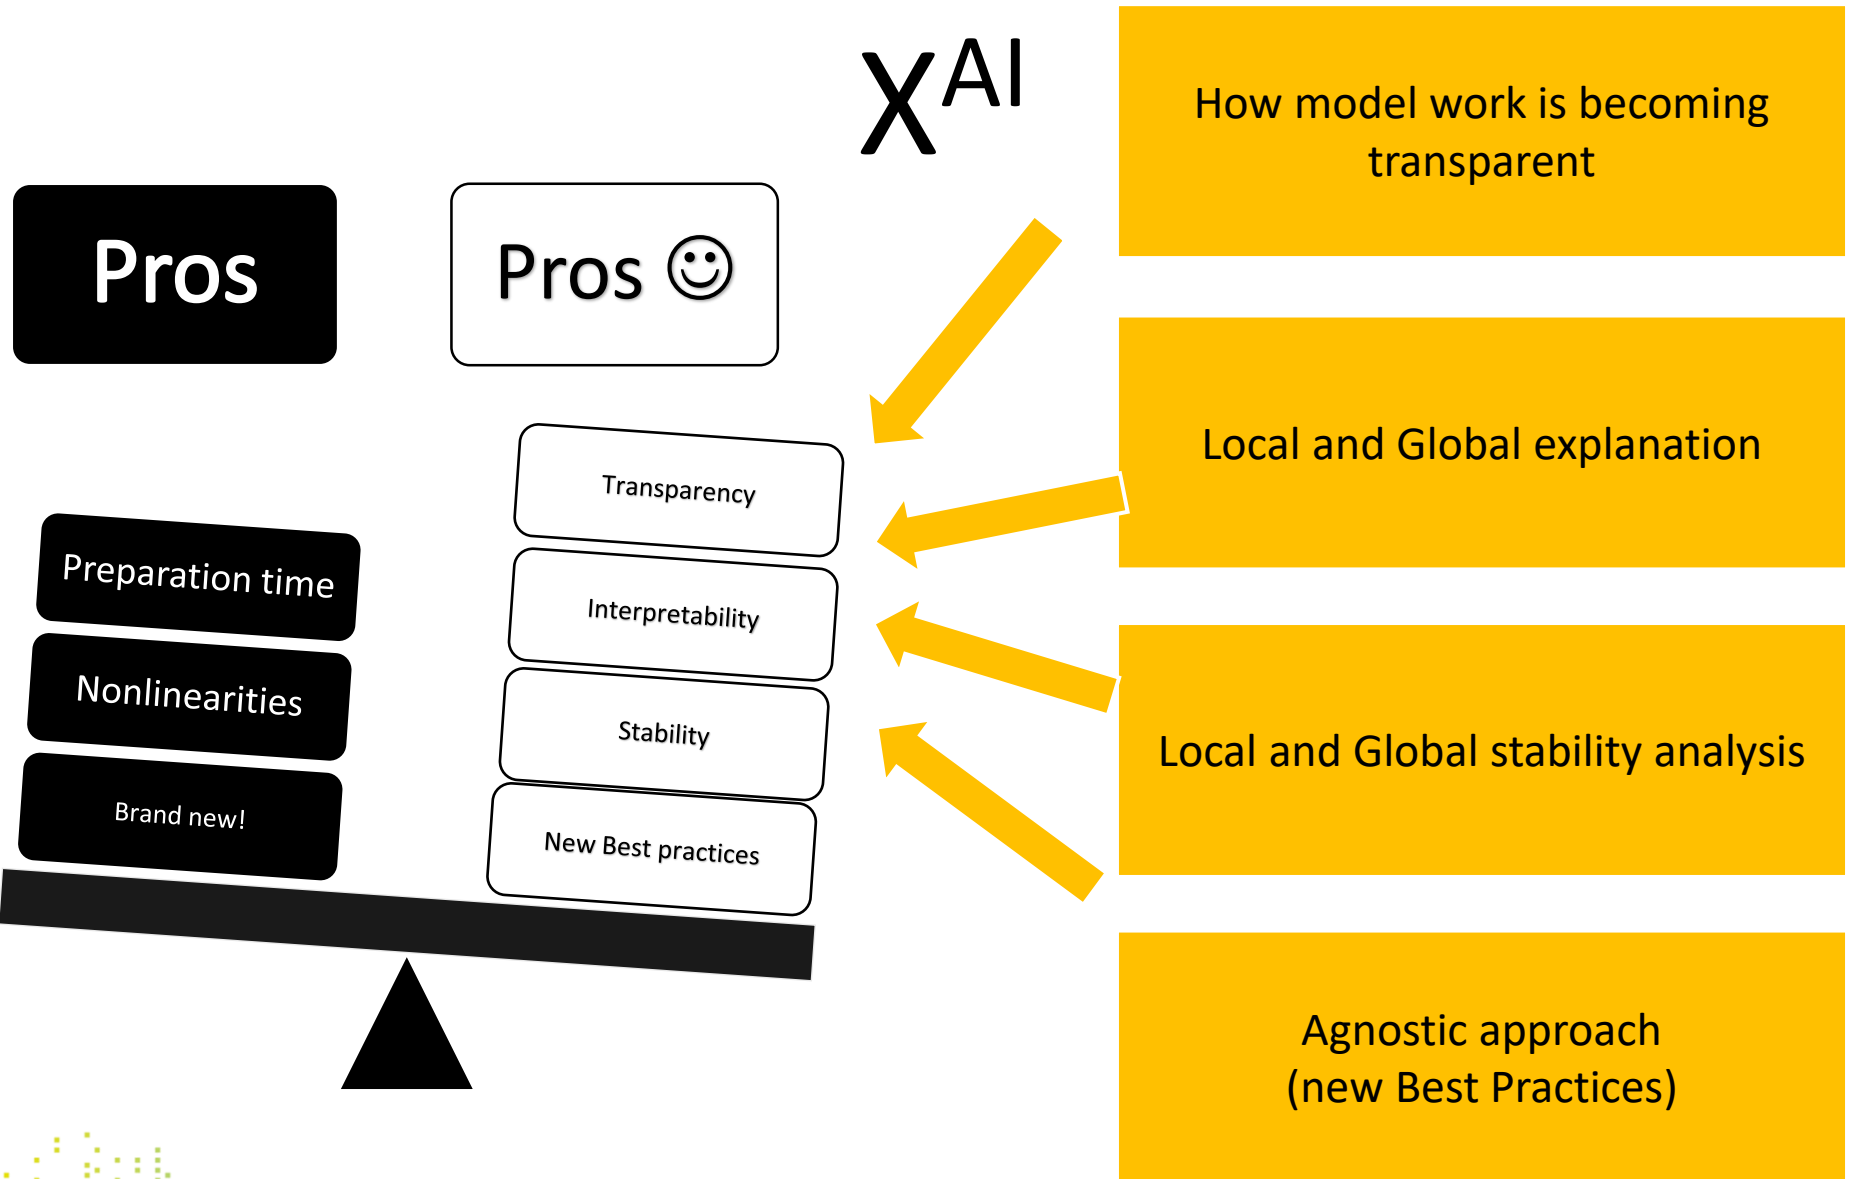 X^AI
Pros
Pros ☺
Preparation time
Nonlinearities
Brand new!
Transparency
Interpretability
Stability
New Best practices
How model work is becoming
transparent
Local and Global explanation
Local and Global stability analysis
Agnostic approach
(new Best Practices)